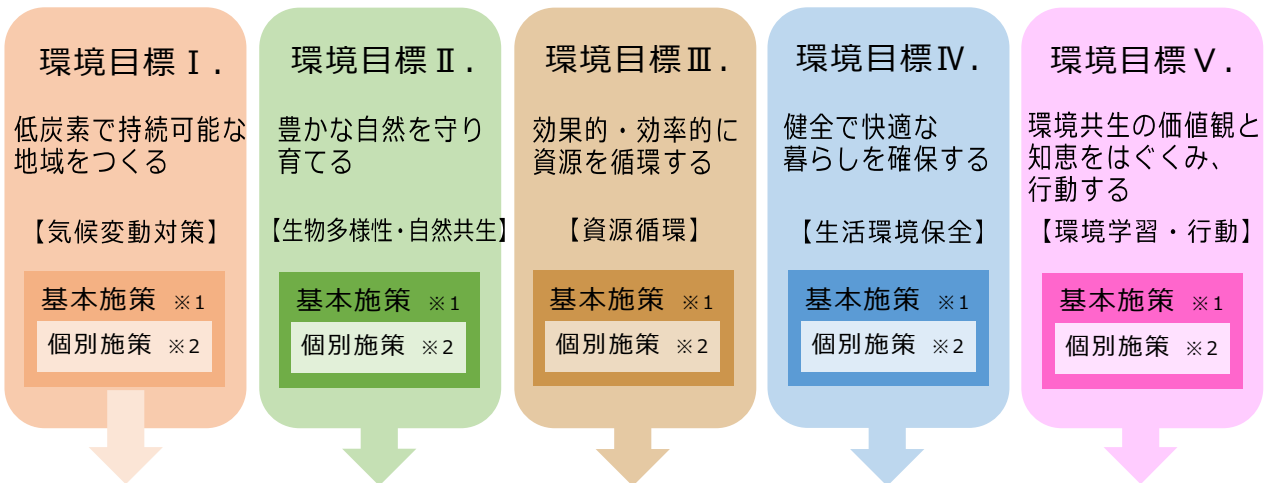 環境目標Ⅰ.
低炭素で持続可能な
地域をつくる
【気候変動対策】
基本施策 ※1
個別施策 ※2
環境目標Ⅱ.
豊かな自然を守り
育てる
【生物多様性・自然共生】
基本施策 ※1
個別施策 ※2
環境目標Ⅲ.
効果的・効率的に
資源を循環する
【資源循環】
基本施策 ※1
個別施策 ※2
環境目標Ⅳ.
健全で快適な
暮らしを確保する
【生活環境保全】
基本施策 ※1
個別施策 ※2
環境目標Ⅴ.
環境共生の価値観と
知恵をはぐくみ、
行動する
【環境学習・行動】
基本施策 ※1
個別施策 ※2